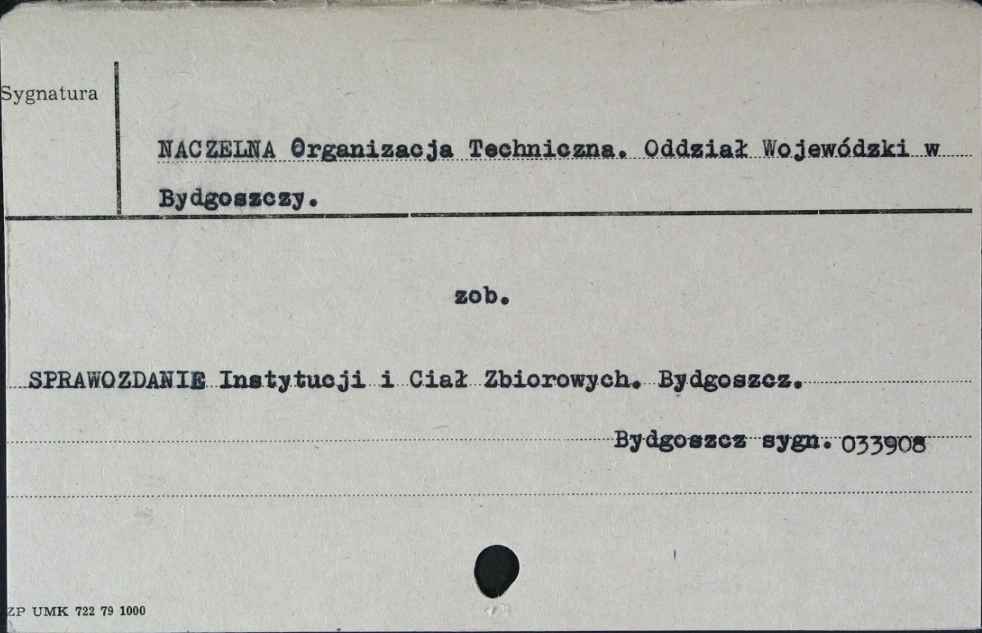 Sygnatura
NACZELNA Organizacja Techniczna. Oddział Wojewódzki w
Bydgoszczy.
zob.
SPRAWOZDANIE Instytucji i Ciał Zbiorowych. Bydgoszcz.
Bydgoszcz sygn. 033908
ZP UMK 722 79 1000